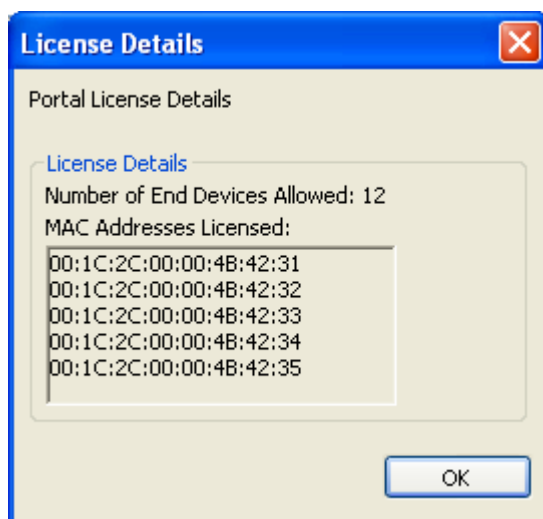 License Details
Portal License Details
License Details
Number of End Devices Allowed: 12
MAC Addresses Licensed:
00:1C:2C:00:00:4B:42:31
00:1C:2C:00:00:4B:42:32
00:1C:2C:00:00:4B:42:33
00:1C:2C:00:00:4B:42:34
00:1C:2C:00:00:4B:42:35
OK